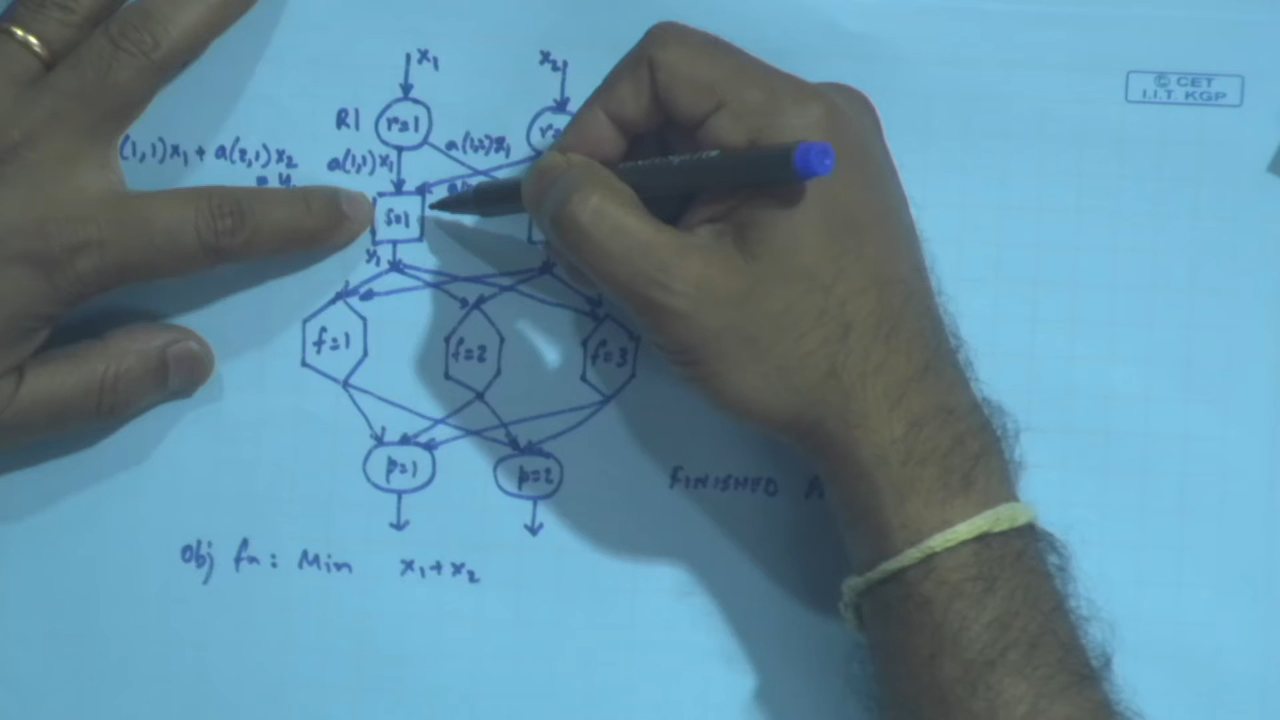 © CET
I.I.T. KGP
x₁ x₂
R1 r=1
a(1,2)x₁
(1,1)x₁ + a(2,1)x₂
a(1,1)x₁
S=1
y₁
f=1 f=2 f=3
p=1 p=2
FINISHED
Obj fn: Min x₁+x₂